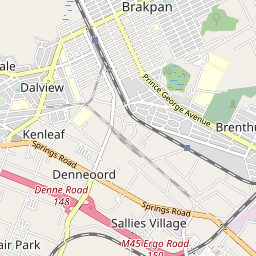 Brakpan
ale
Dalview
Prince George Avenue
Kenleaf
Brenthu
Springs Road
Denneoord
Denne Road
148
Springs Road
Sallies Village
air Park
M45 Ergo Road
150